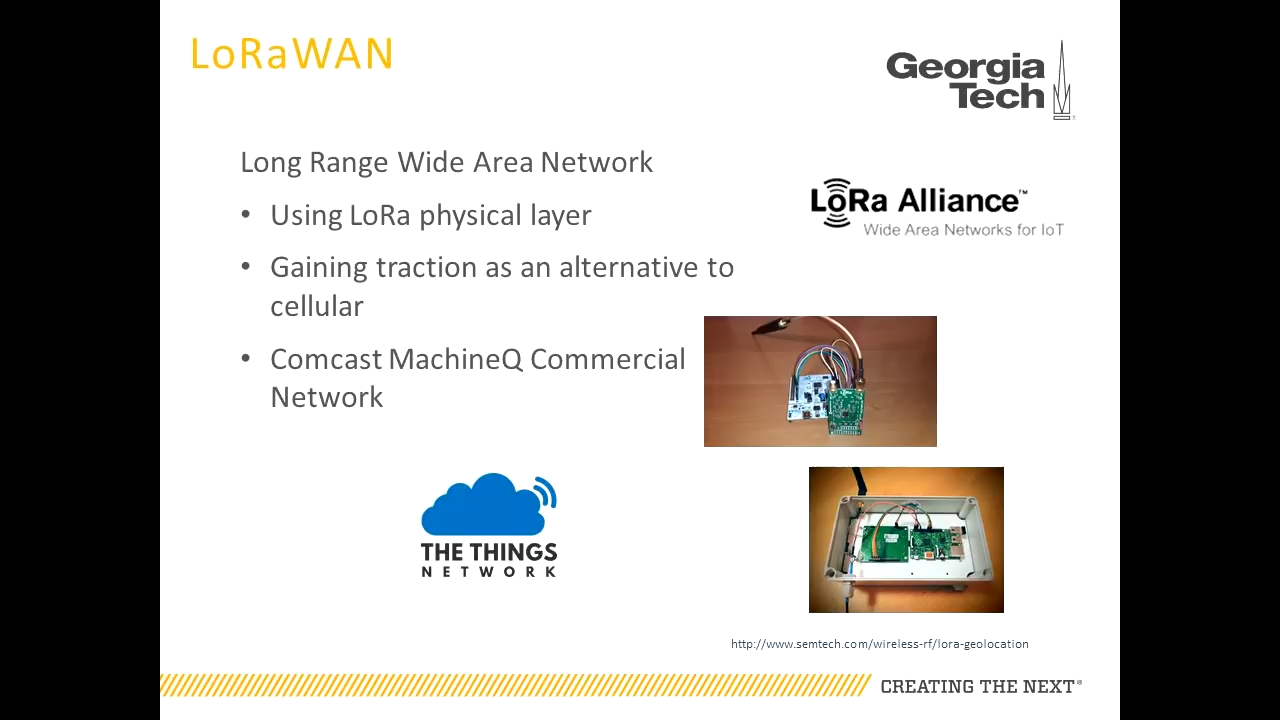 LoRaWAN
Georgia
Tech
Long Range Wide Area Network
• Using LoRa physical layer
• Gaining traction as an alternative to
cellular
• Comcast MachineQ Commercial
Network
LoRa Alliance™
Wide Area Networks for IoT
THE THINGS
NETWORK
http://www.semtech.com/wireless-rf/lora-geolocation
CREATING THE NEXT®